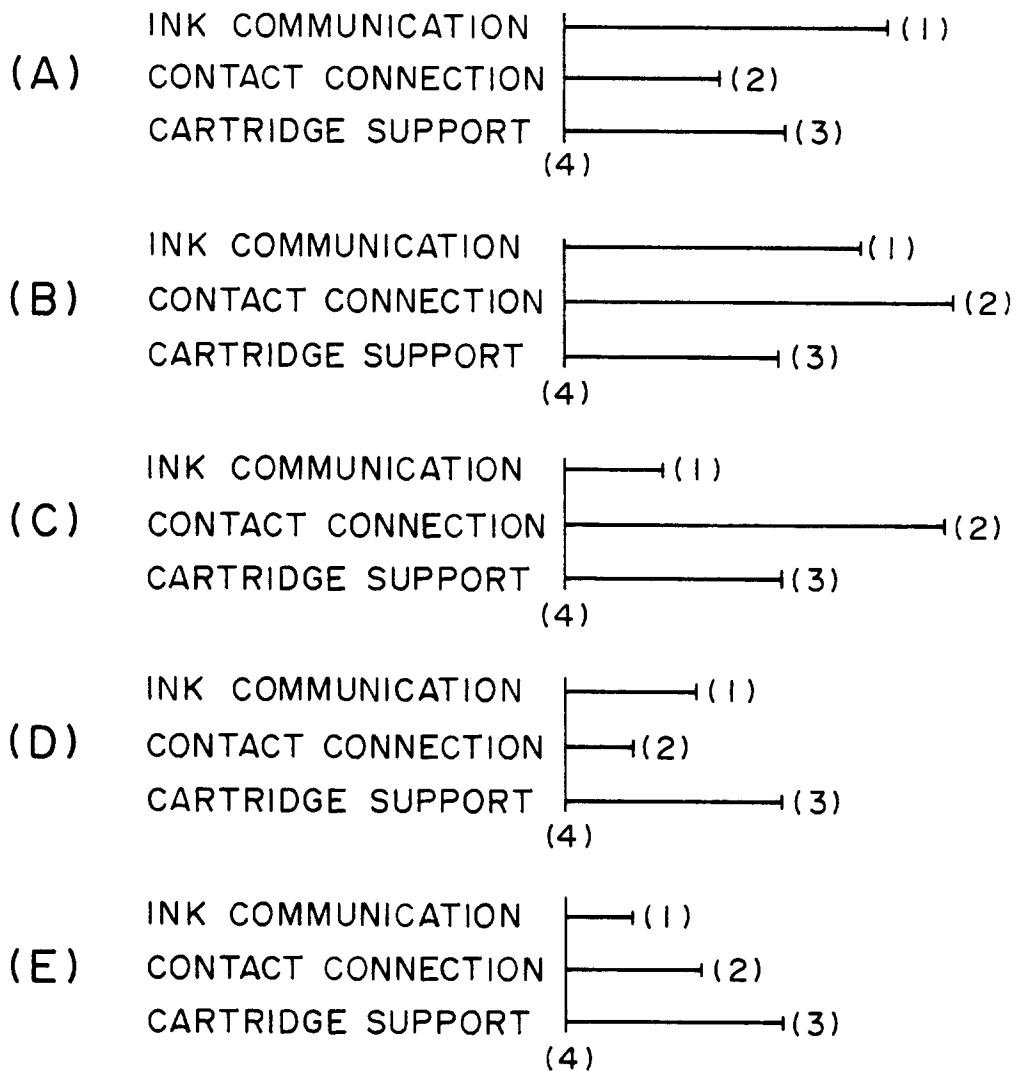 INK COMMUNICATION (1)
(A) CONTACT CONNECTION (2)
CARTRIDGE SUPPORT (3)
(4)
INK COMMUNICATION (1)
(B) CONTACT CONNECTION (2)
CARTRIDGE SUPPORT (3)
(4)
INK COMMUNICATION (1)
(C) CONTACT CONNECTION (2)
CARTRIDGE SUPPORT (3)
(4)
INK COMMUNICATION (1)
(D) CONTACT CONNECTION (2)
CARTRIDGE SUPPORT (3)
(4)
INK COMMUNICATION (1)
(E) CONTACT CONNECTION (2)
CARTRIDGE SUPPORT (3)
(4)